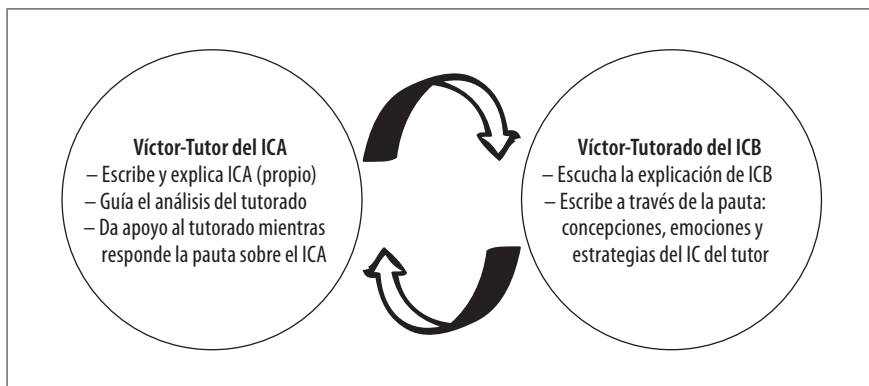 Víctor-Tutor del ICA
– Escribe y explica ICA (propio)
– Guía el análisis del tutorado
– Da apoyo al tutorado mientras
responde la pauta sobre el ICA
Víctor-Tutorado del ICB
– Escucha la explicación de ICB
– Escribe a través de la pauta:
concepciones, emociones y
estrategias del IC del tutor